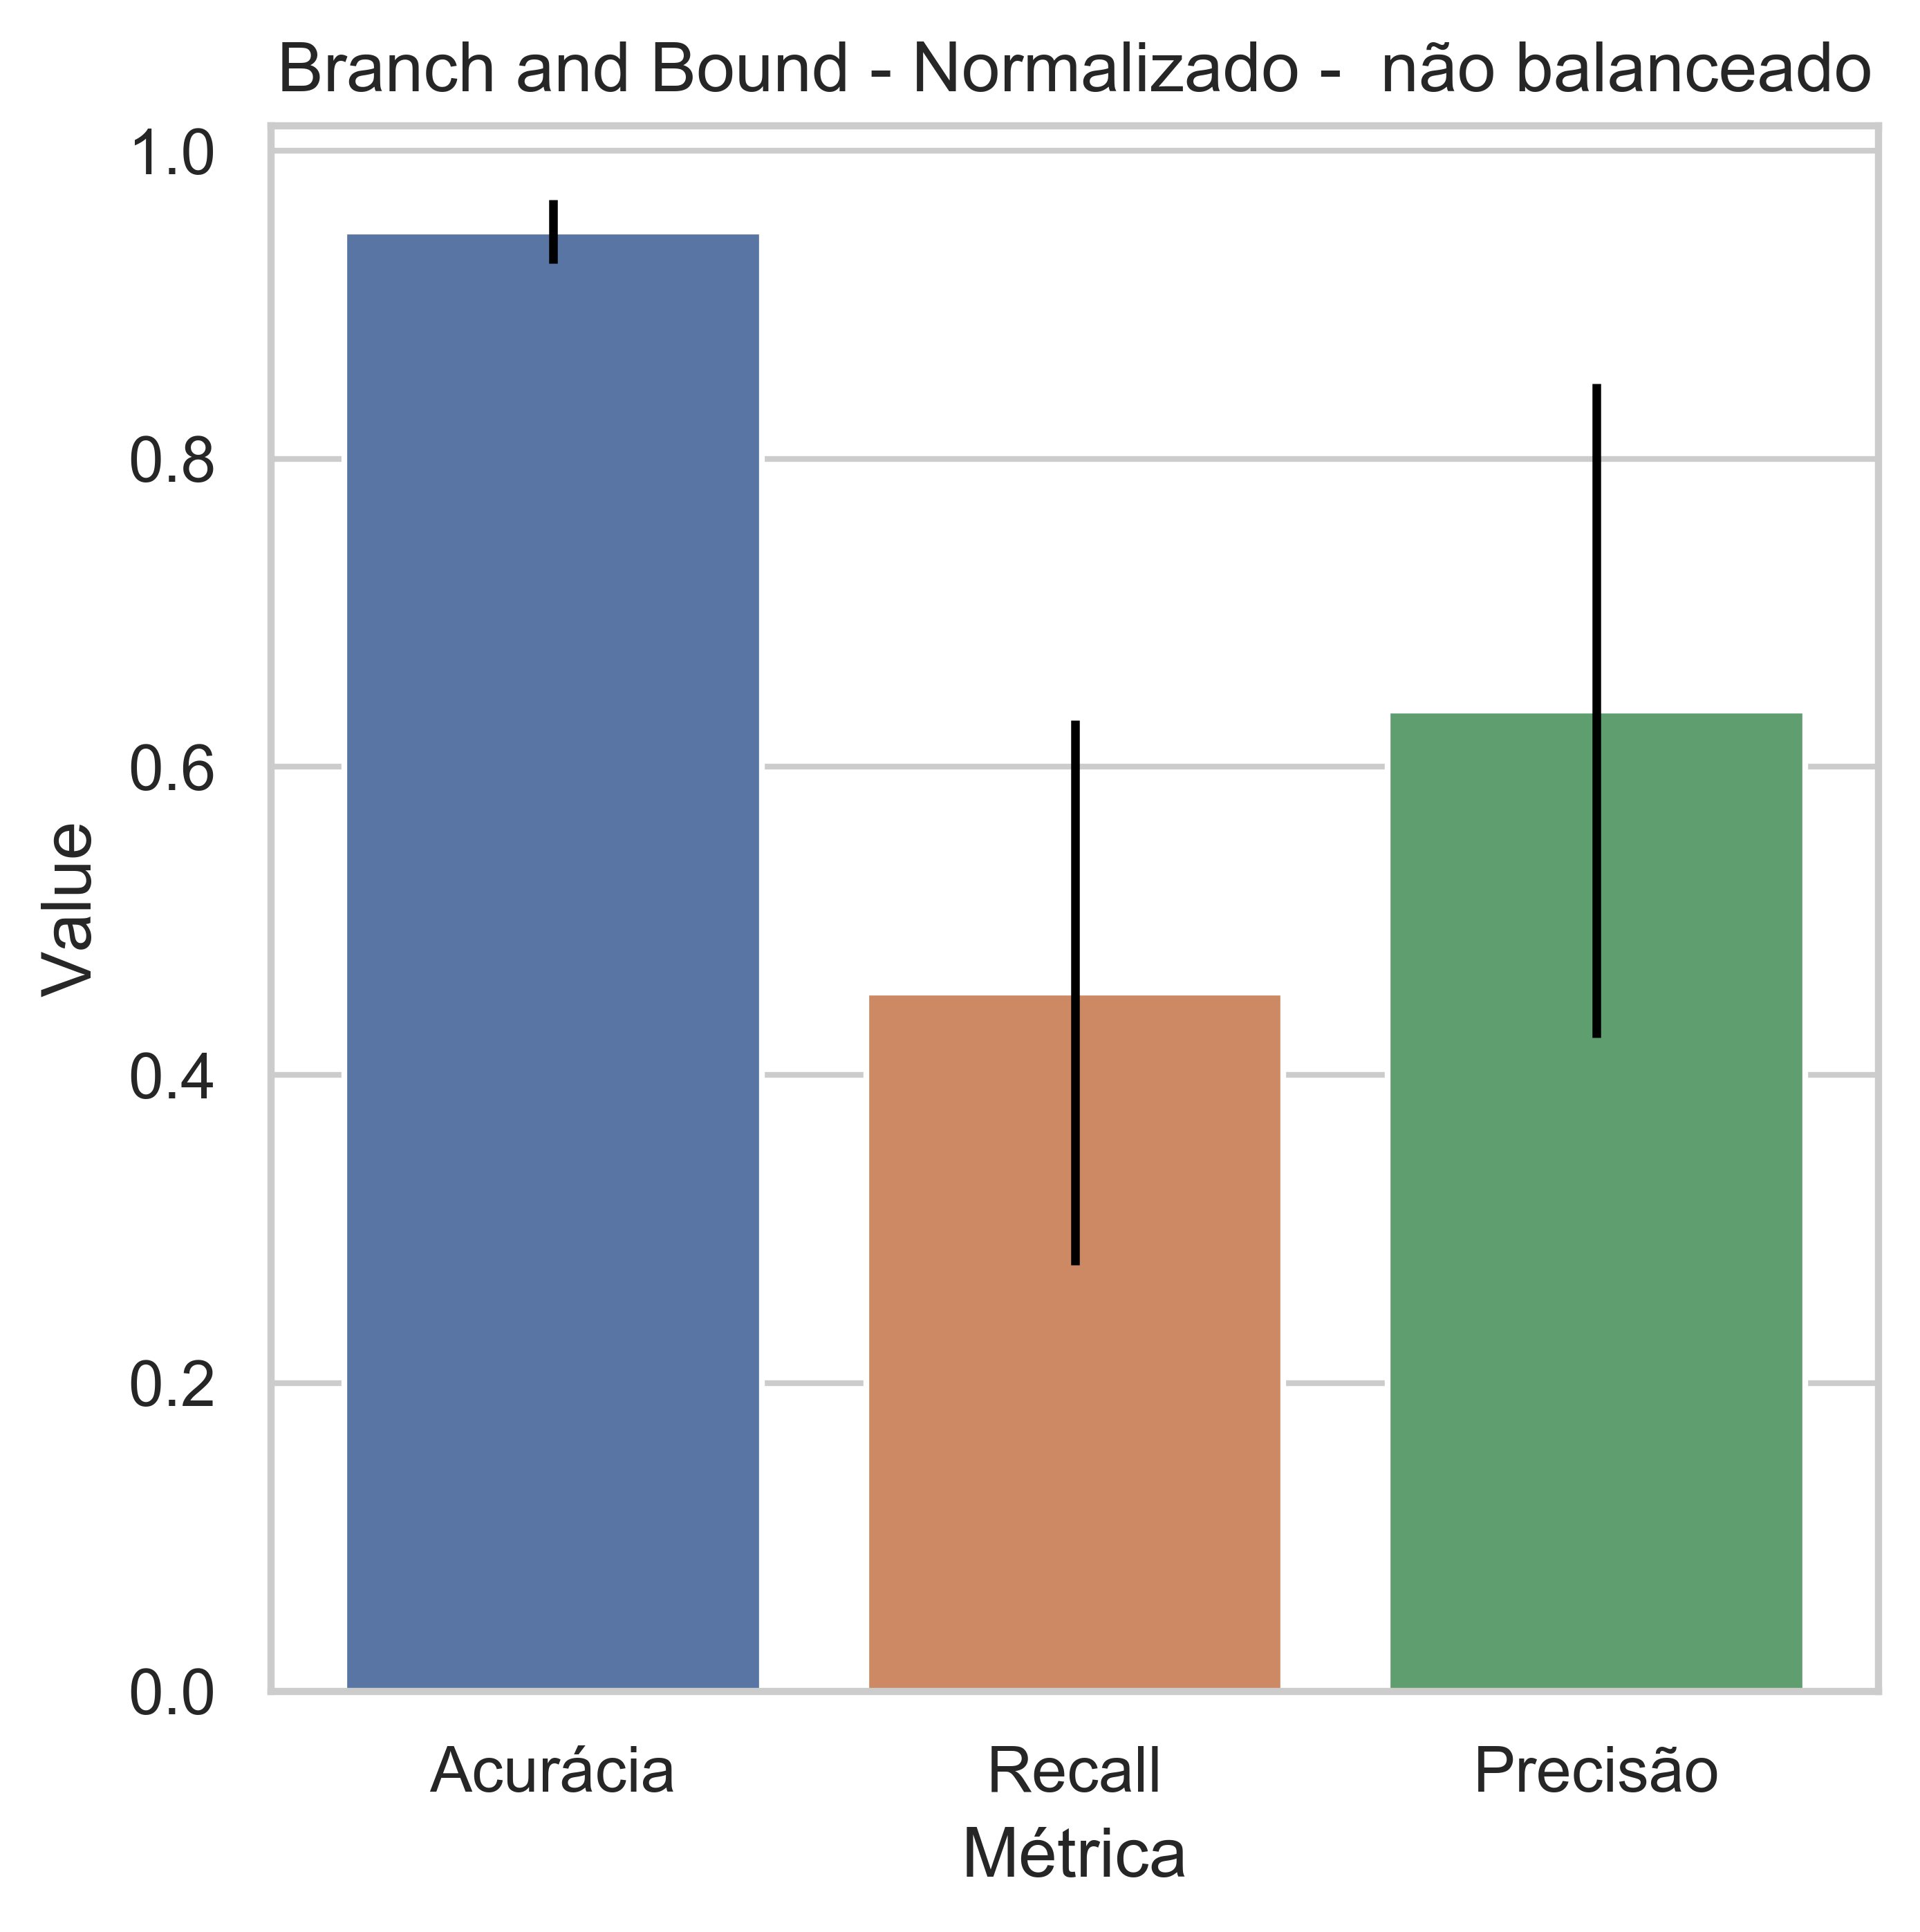 Branch and Bound - Normalizado -  não balanceado
1.0
0.8
0.6
0.4
0.2
0.0
Value
Acurácia Recall Precisão
Métrica